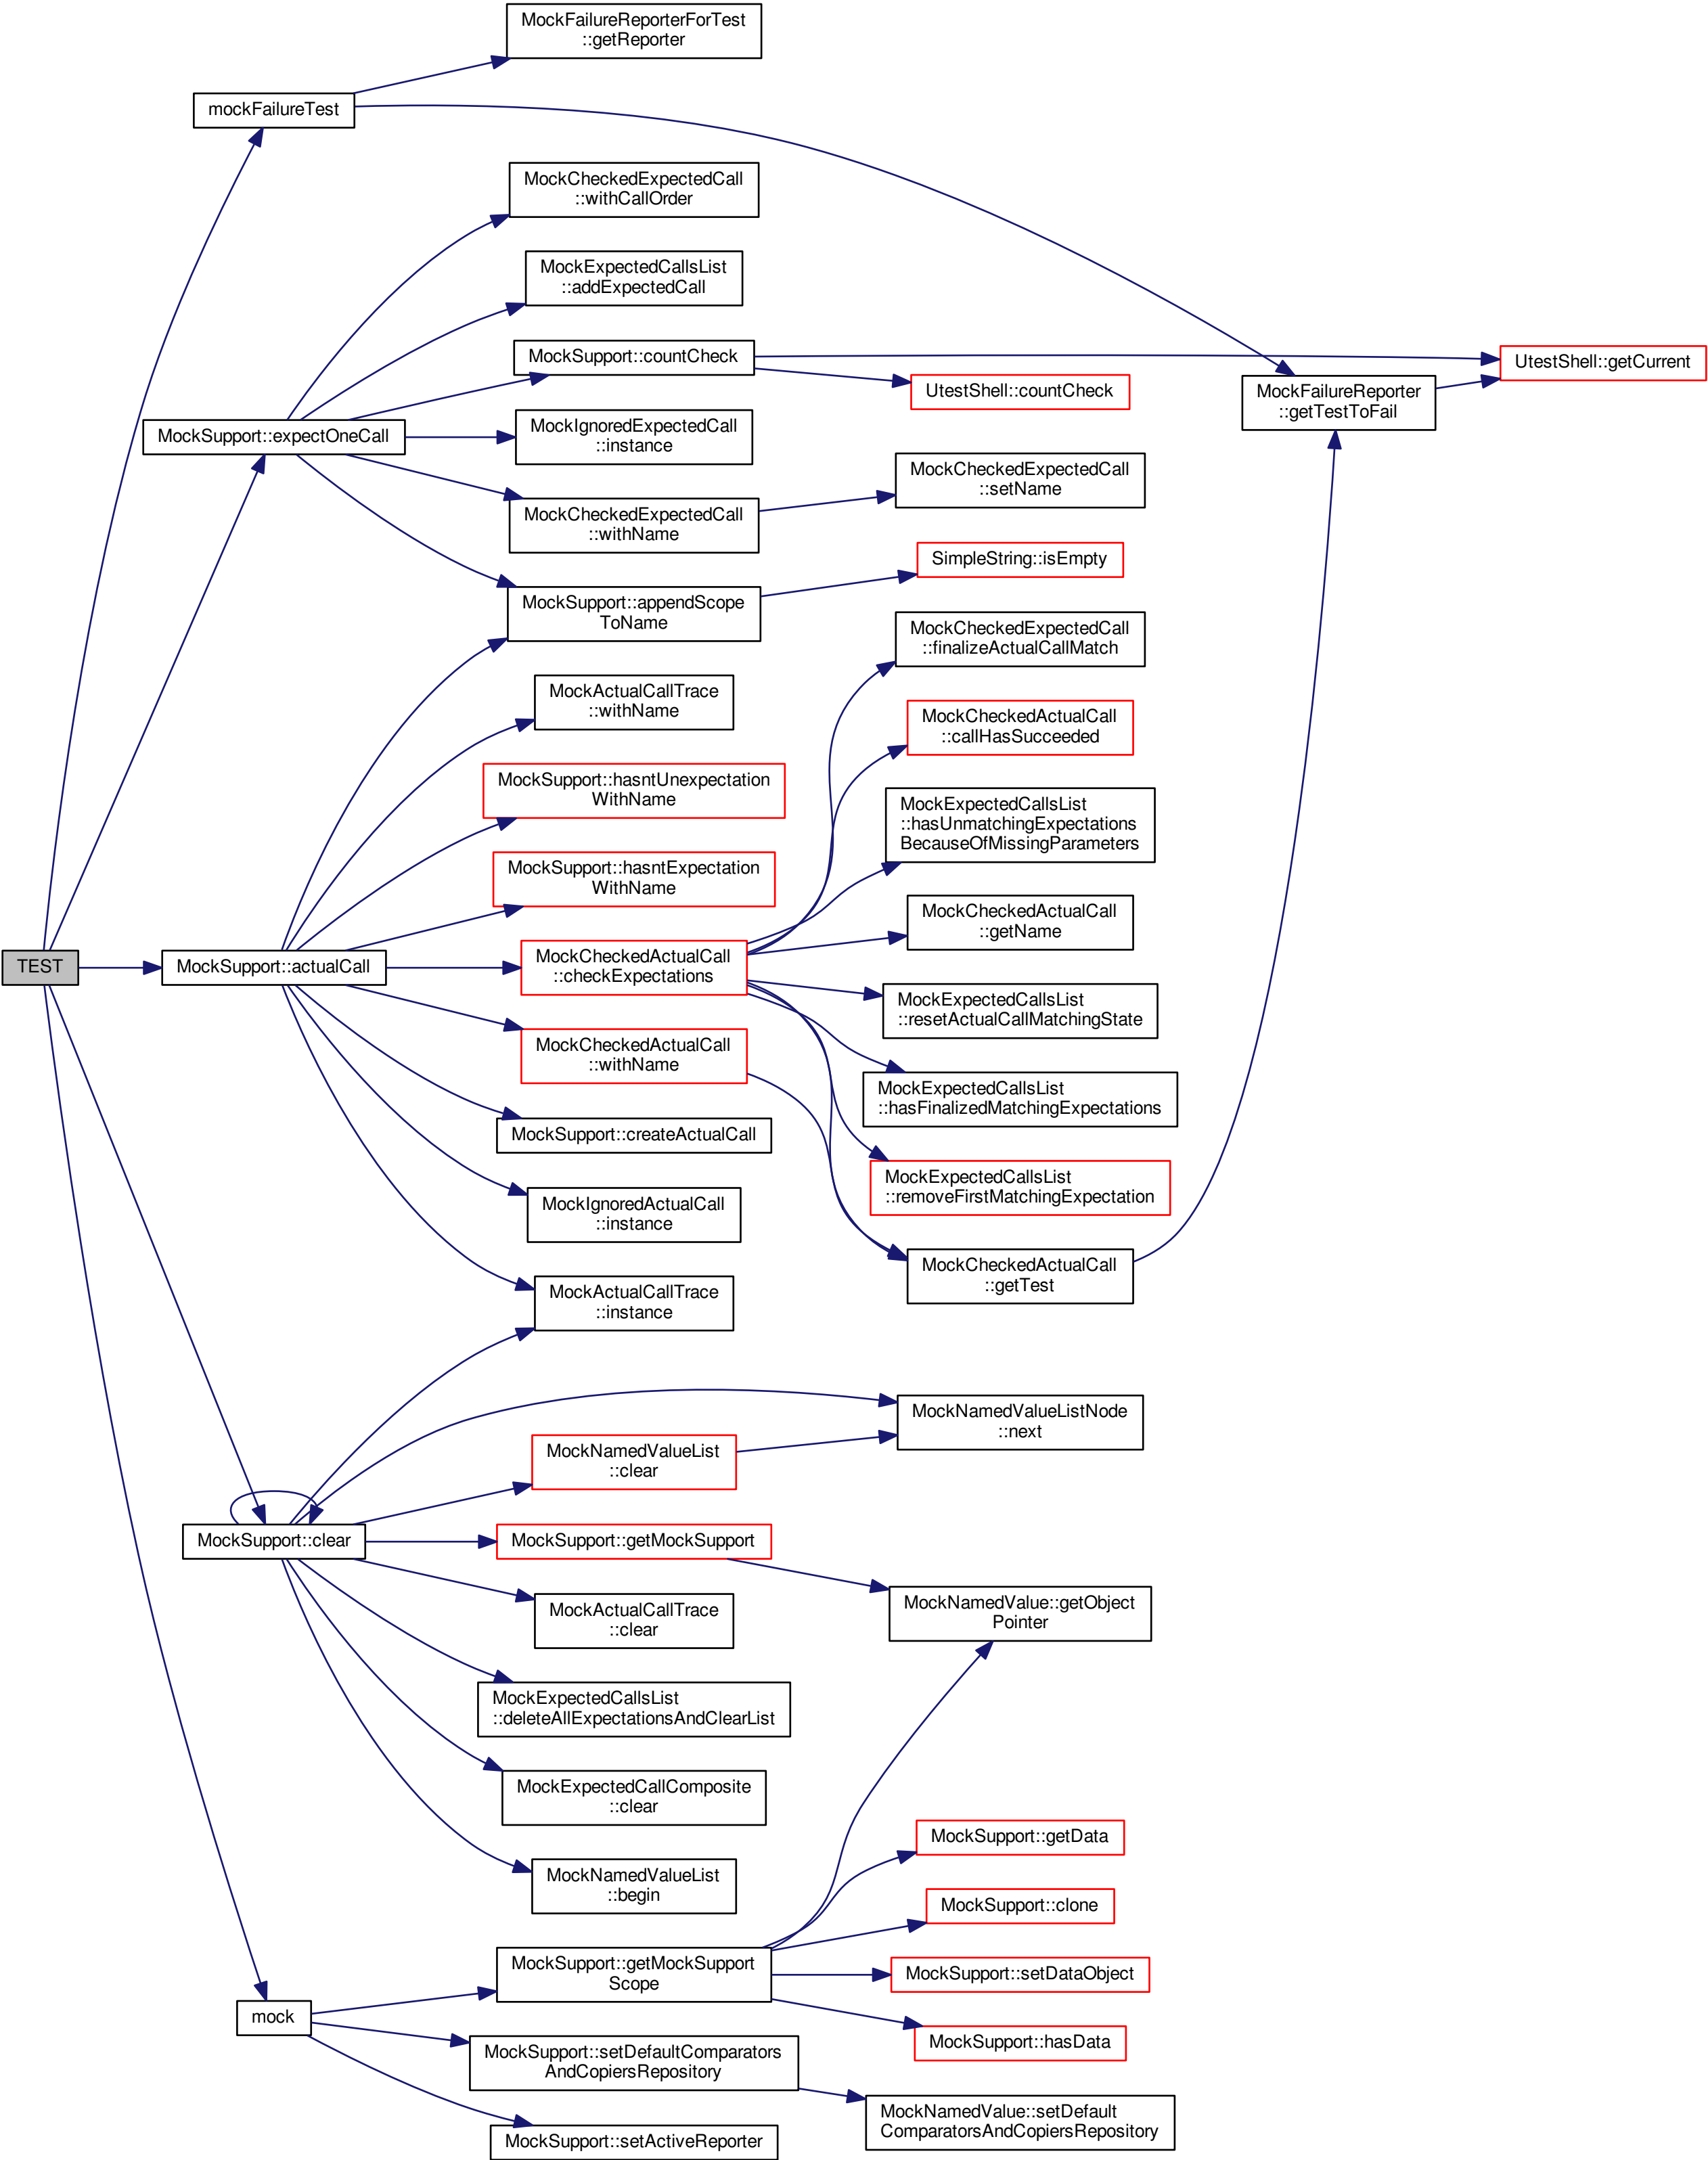 MockFailureReporterForTest
::getReporter
mockFailureTest
MockCheckedExpectedCall
::withCallOrder
MockExpectedCallsList
::addExpectedCall
MockSupport::countCheck
UtestShell::getCurrent
UtestShell::countCheck
MockFailureReporter
::getTestToFail
MockSupport::expectOneCall
MockIgnoredExpectedCall
::instance
MockCheckedExpectedCall
::setName
MockCheckedExpectedCall
::withName
SimpleString::isEmpty
MockSupport::appendScope
ToName
MockCheckedExpectedCall
::finalizeActualCallMatch
MockActualCallTrace
::withName
MockCheckedActualCall
::callHasSucceeded
MockSupport::hasntUnexpectation
WithName
MockExpectedCallsList
::hasUnmatchingExpectations
BecauseOfMissingParameters
MockSupport::hasntExpectation
WithName
MockCheckedActualCall
::getName
TEST
MockSupport::actualCall
MockCheckedActualCall
::checkExpectations
MockExpectedCallsList
::resetActualCallMatchingState
MockCheckedActualCall
::withName
MockExpectedCallsList
::hasFinalizedMatchingExpectations
MockSupport::createActualCall
MockExpectedCallsList
::removeFirstMatchingExpectation
MockIgnoredActualCall
::instance
MockCheckedActualCall
::getTest
MockActualCallTrace
::instance
MockNamedValueListNode
::next
MockNamedValueList
::clear
MockSupport::clear
MockSupport::getMockSupport
MockNamedValue::getObject
Pointer
MockActualCallTrace
::clear
MockExpectedCallsList
::deleteAllExpectationsAndClearList
MockExpectedCallComposite
::clear
MockSupport::getData
MockNamedValueList
::begin
MockSupport::clone
MockSupport::getMockSupport
Scope
MockSupport::setDataObject
mock
MockSupport::hasData
MockSupport::setDefaultComparators
AndCopiersRepository
MockNamedValue::setDefault
ComparatorsAndCopiersRepository
MockSupport::setActiveReporter